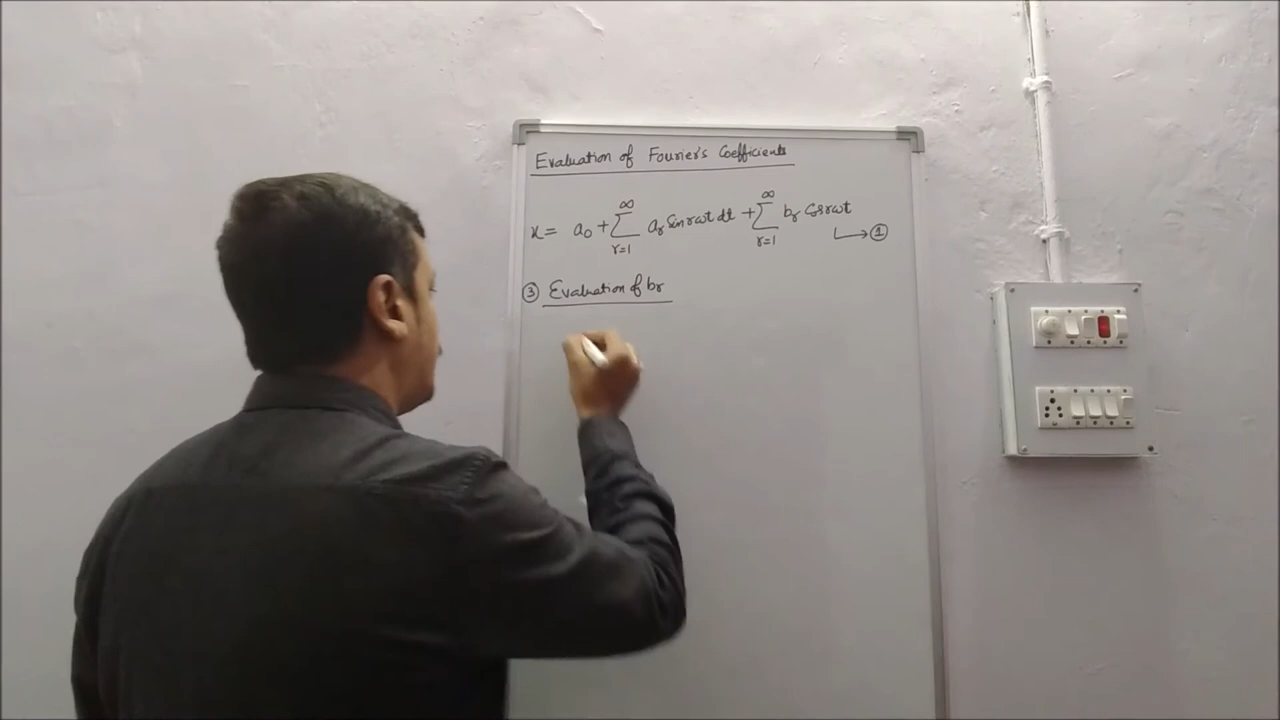 Evaluation of Fourier's Coefficients
x = a₀ + ∑_{r=1}^{∞} aᵣ Sin rωt dt + ∑_{r=1}^{∞} bᵣ Cos rωt
↳ ①
③ Evaluation of bᵣ